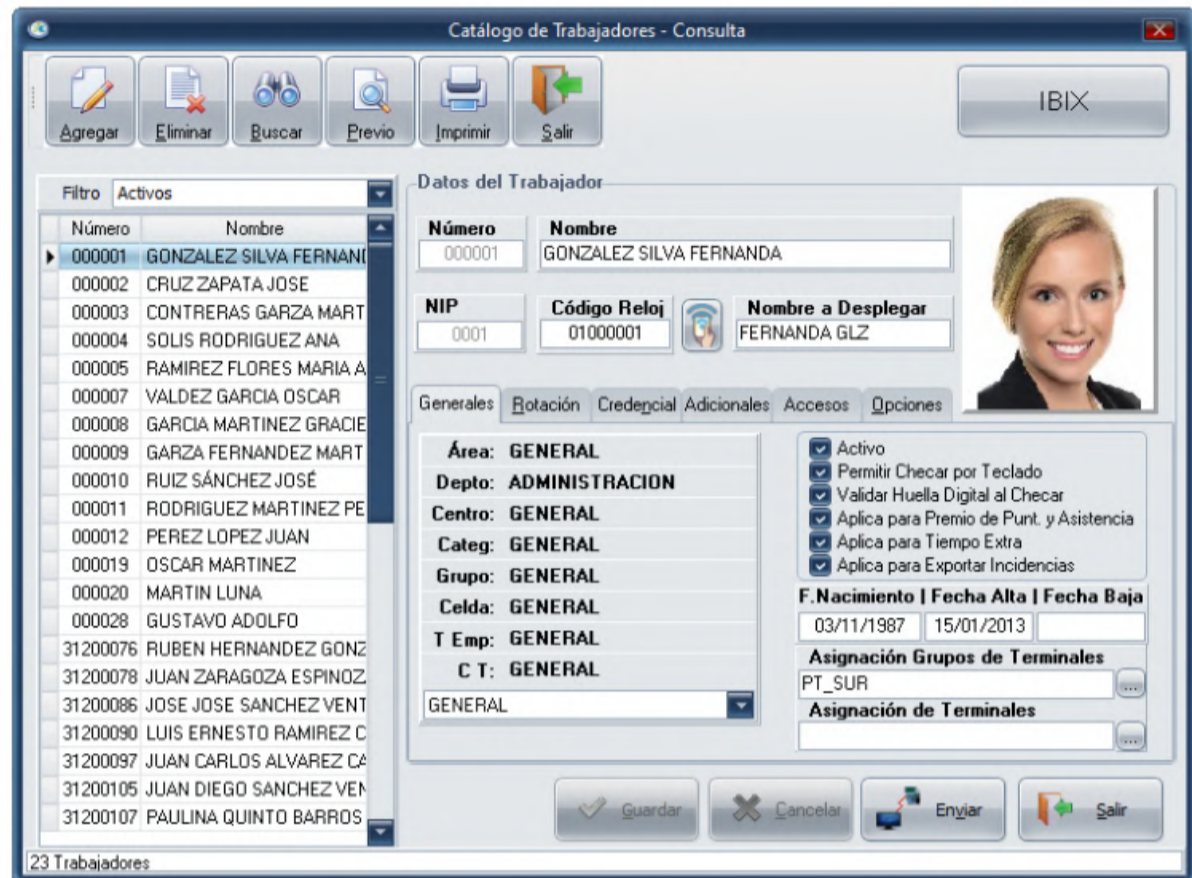 Catálogo de Trabajadores - Consulta
Agregar Eliminar Buscar Previo Imprimir Salir
IBIX
Filtro Activos
Número Nombre
000001 GONZALEZ SILVA FERNAND
000002 CRUZ ZAPATA JOSE
000003 CONTRERAS GARZA MART
000004 SOLIS RODRIGUEZ ANA
000005 RAMIREZ FLORES MARIA A
000007 VALDEZ GARCIA OSCAR
000008 GARCIA MARTINEZ GRACIE
000009 GARZA FERNANDEZ MART
000010 RUIZ SÁNCHEZ JOSÉ
000011 RODRIGUEZ MARTINEZ PE
000012 PEREZ LOPEZ JUAN
000019 OSCAR MARTINEZ
000020 MARTIN LUNA
000028 GUSTAVO ADOLFO
31200076 RUBEN HERNANDEZ GONZ
31200078 JUAN ZARAGOZA ESPINOZ
31200086 JOSE JOSE SANCHEZ VENT
31200090 LUIS ERNESTO RAMIREZ C
31200097 JUAN CARLOS ALVAREZ CA
31200105 JUAN DIEGO SANCHEZ VEN
31200107 PAULINA QUINTO BARROS
Datos del Trabajador
Número Nombre
000001 GONZALEZ SILVA FERNANDA
NIP Código Reloj Nombre a Desplegar
0001 01000001 FERNANDA GLZ
Generales Rotación Credencial Adicionales Accesos Opciones
Área: GENERAL
Depto: ADMINISTRACION
Centro: GENERAL
Categ: GENERAL
Grupo: GENERAL
Celda: GENERAL
T Emp: GENERAL
C T: GENERAL
GENERAL
Activo
Permitir Checar por Teclado
Validar Huella Digital al Checar
Aplica para Premio de Punt. y Asistencia
Aplica para Tiempo Extra
Aplica para Exportar Incidencias
F.Nacimiento | Fecha Alta | Fecha Baja
03/11/1987 15/01/2013
Asignación Grupos de Terminales
PT_SUR ...
Asignación de Terminales
...
Guardar Cancelar Enviar Salir
23 Trabajadores